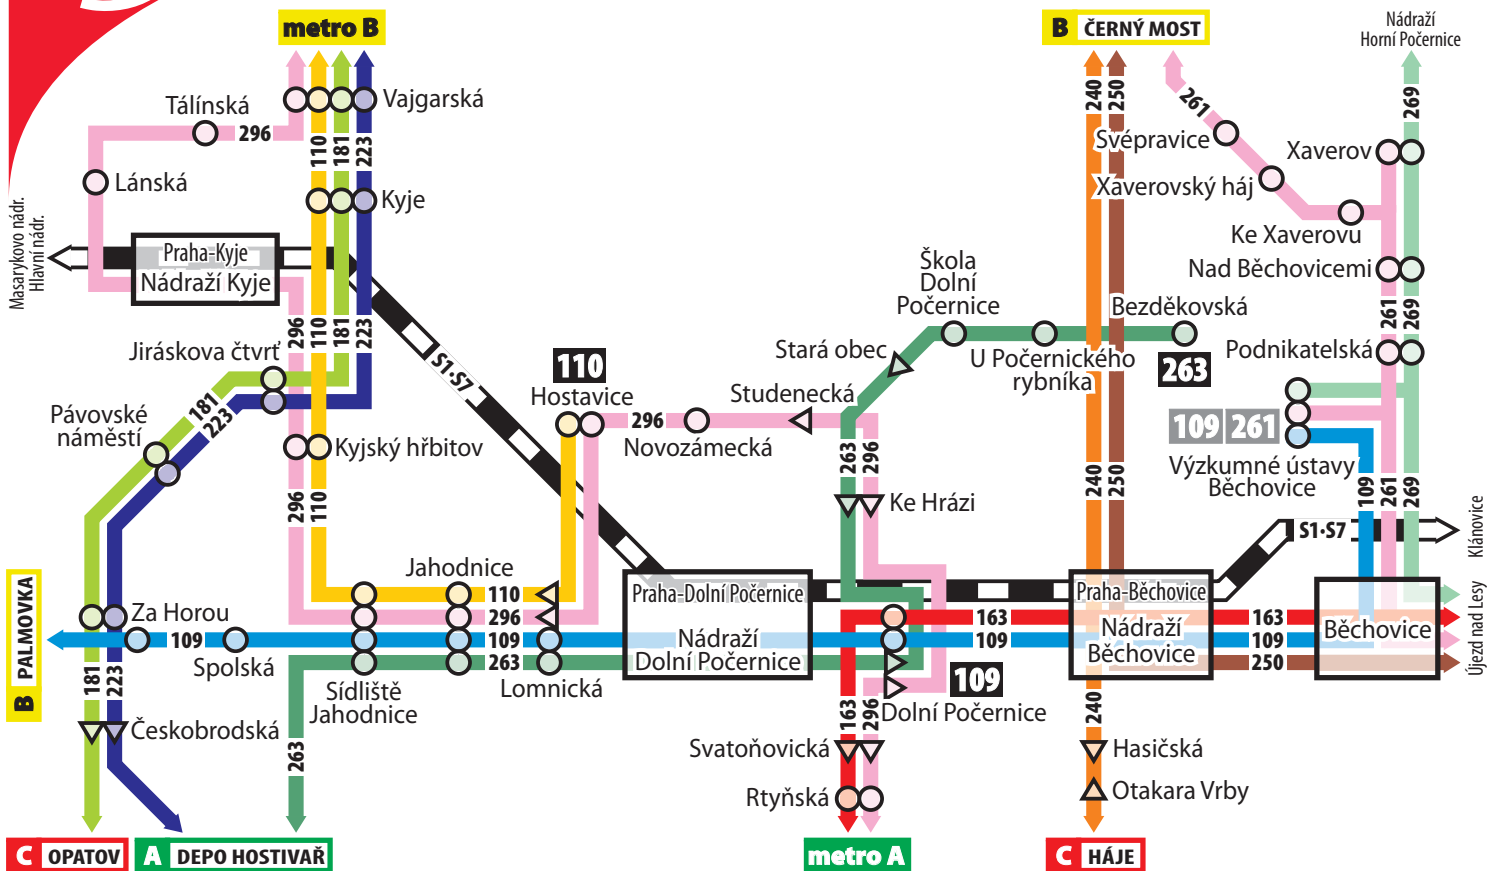 metro B
B ČERNÝ MOST
Nádraží
Horní Počernice
Tálínská
296
Vajgarská
110
181
223
240
250
261
269
Svépravice
Xaverov
Lánská
Kyje
Xaverovský háj
Ke Xaverovu
Masarykovo nádr.
Hlavní nádr.
Praha-Kyje
Nádraží Kyje
Škola
Dolní
Počernice
Nad Běchovicemi
Bezděkovská
296
110
181
223
261
269
Jiráskova čtvrť
S1·S7
110
Hostavice
Stará obec
U Počernického
rybníka
263
Podnikatelská
181
223
Pávovské
náměstí
Studenecká
296
Novozámecká
109 261
Kyjský hřbitov
263
296
240
250
Výzkumné ústavy
Běchovice
296
110
Ke Hrázi
109
261
269
S1·S7
Klánovice
Jahodnice
110
Praha-Dolní Počernice
Praha-Běchovice
B PALMOVKA
Za Horou
296
163
163
Újezd nad Lesy
109
Spolská
109
Nádraží
Dolní Počernice
109
Nádraží
Běchovice
109
Běchovice
263
250
181
223
Sídliště
Jahodnice
Lomnická
109
Dolní Počernice
163
296
240
Českobrodská
263
Svatoňovická
Hasičská
Rtyňská
Otakara Vrby
C OPATOV
A DEPO HOSTIVAŘ
metro A
C HÁJE